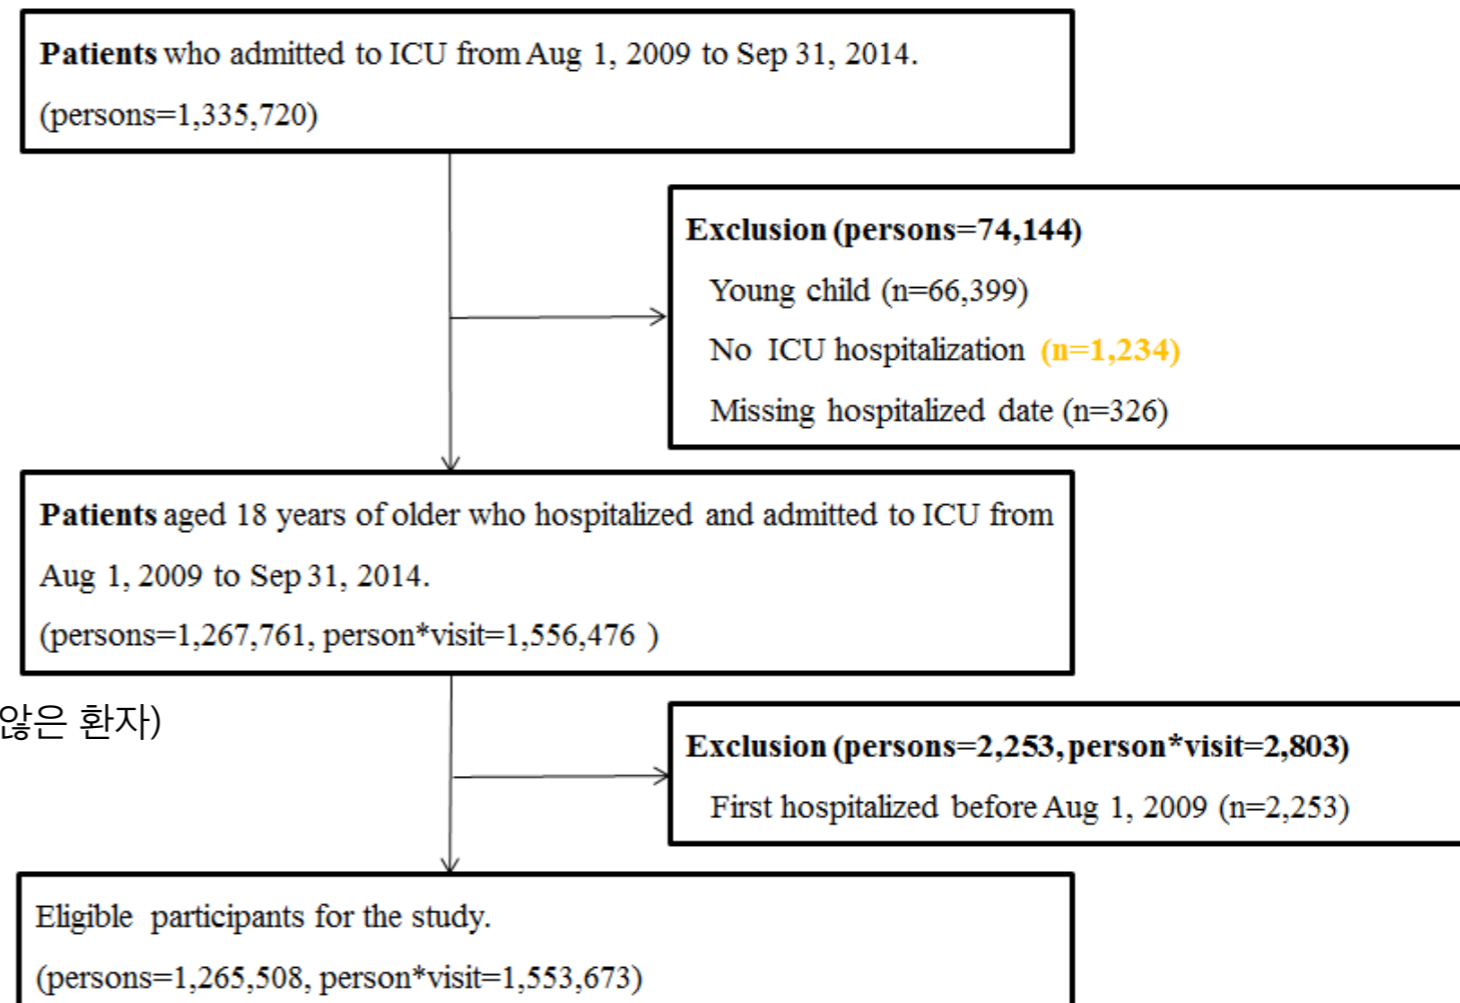 Patients who admitted to ICU from Aug 1, 2009 to Sep 31, 2014.
(persons=1,335,720)
Exclusion (persons=74,144)
Young child (n=66,399)
No ICU hospitalization (n=1,234)
Missing hospitalized date (n=326)
Patients aged 18 years of older who hospitalized and admitted to ICU from
Aug 1, 2009 to Sep 31, 2014.
(persons=1,267,761, person*visit=1,556,476 )
않은 환자)
Exclusion (persons=2,253, person*visit=2,803)
First hospitalized before Aug 1, 2009 (n=2,253)
Eligible participants for the study.
(persons=1,265,508, person*visit=1,553,673)